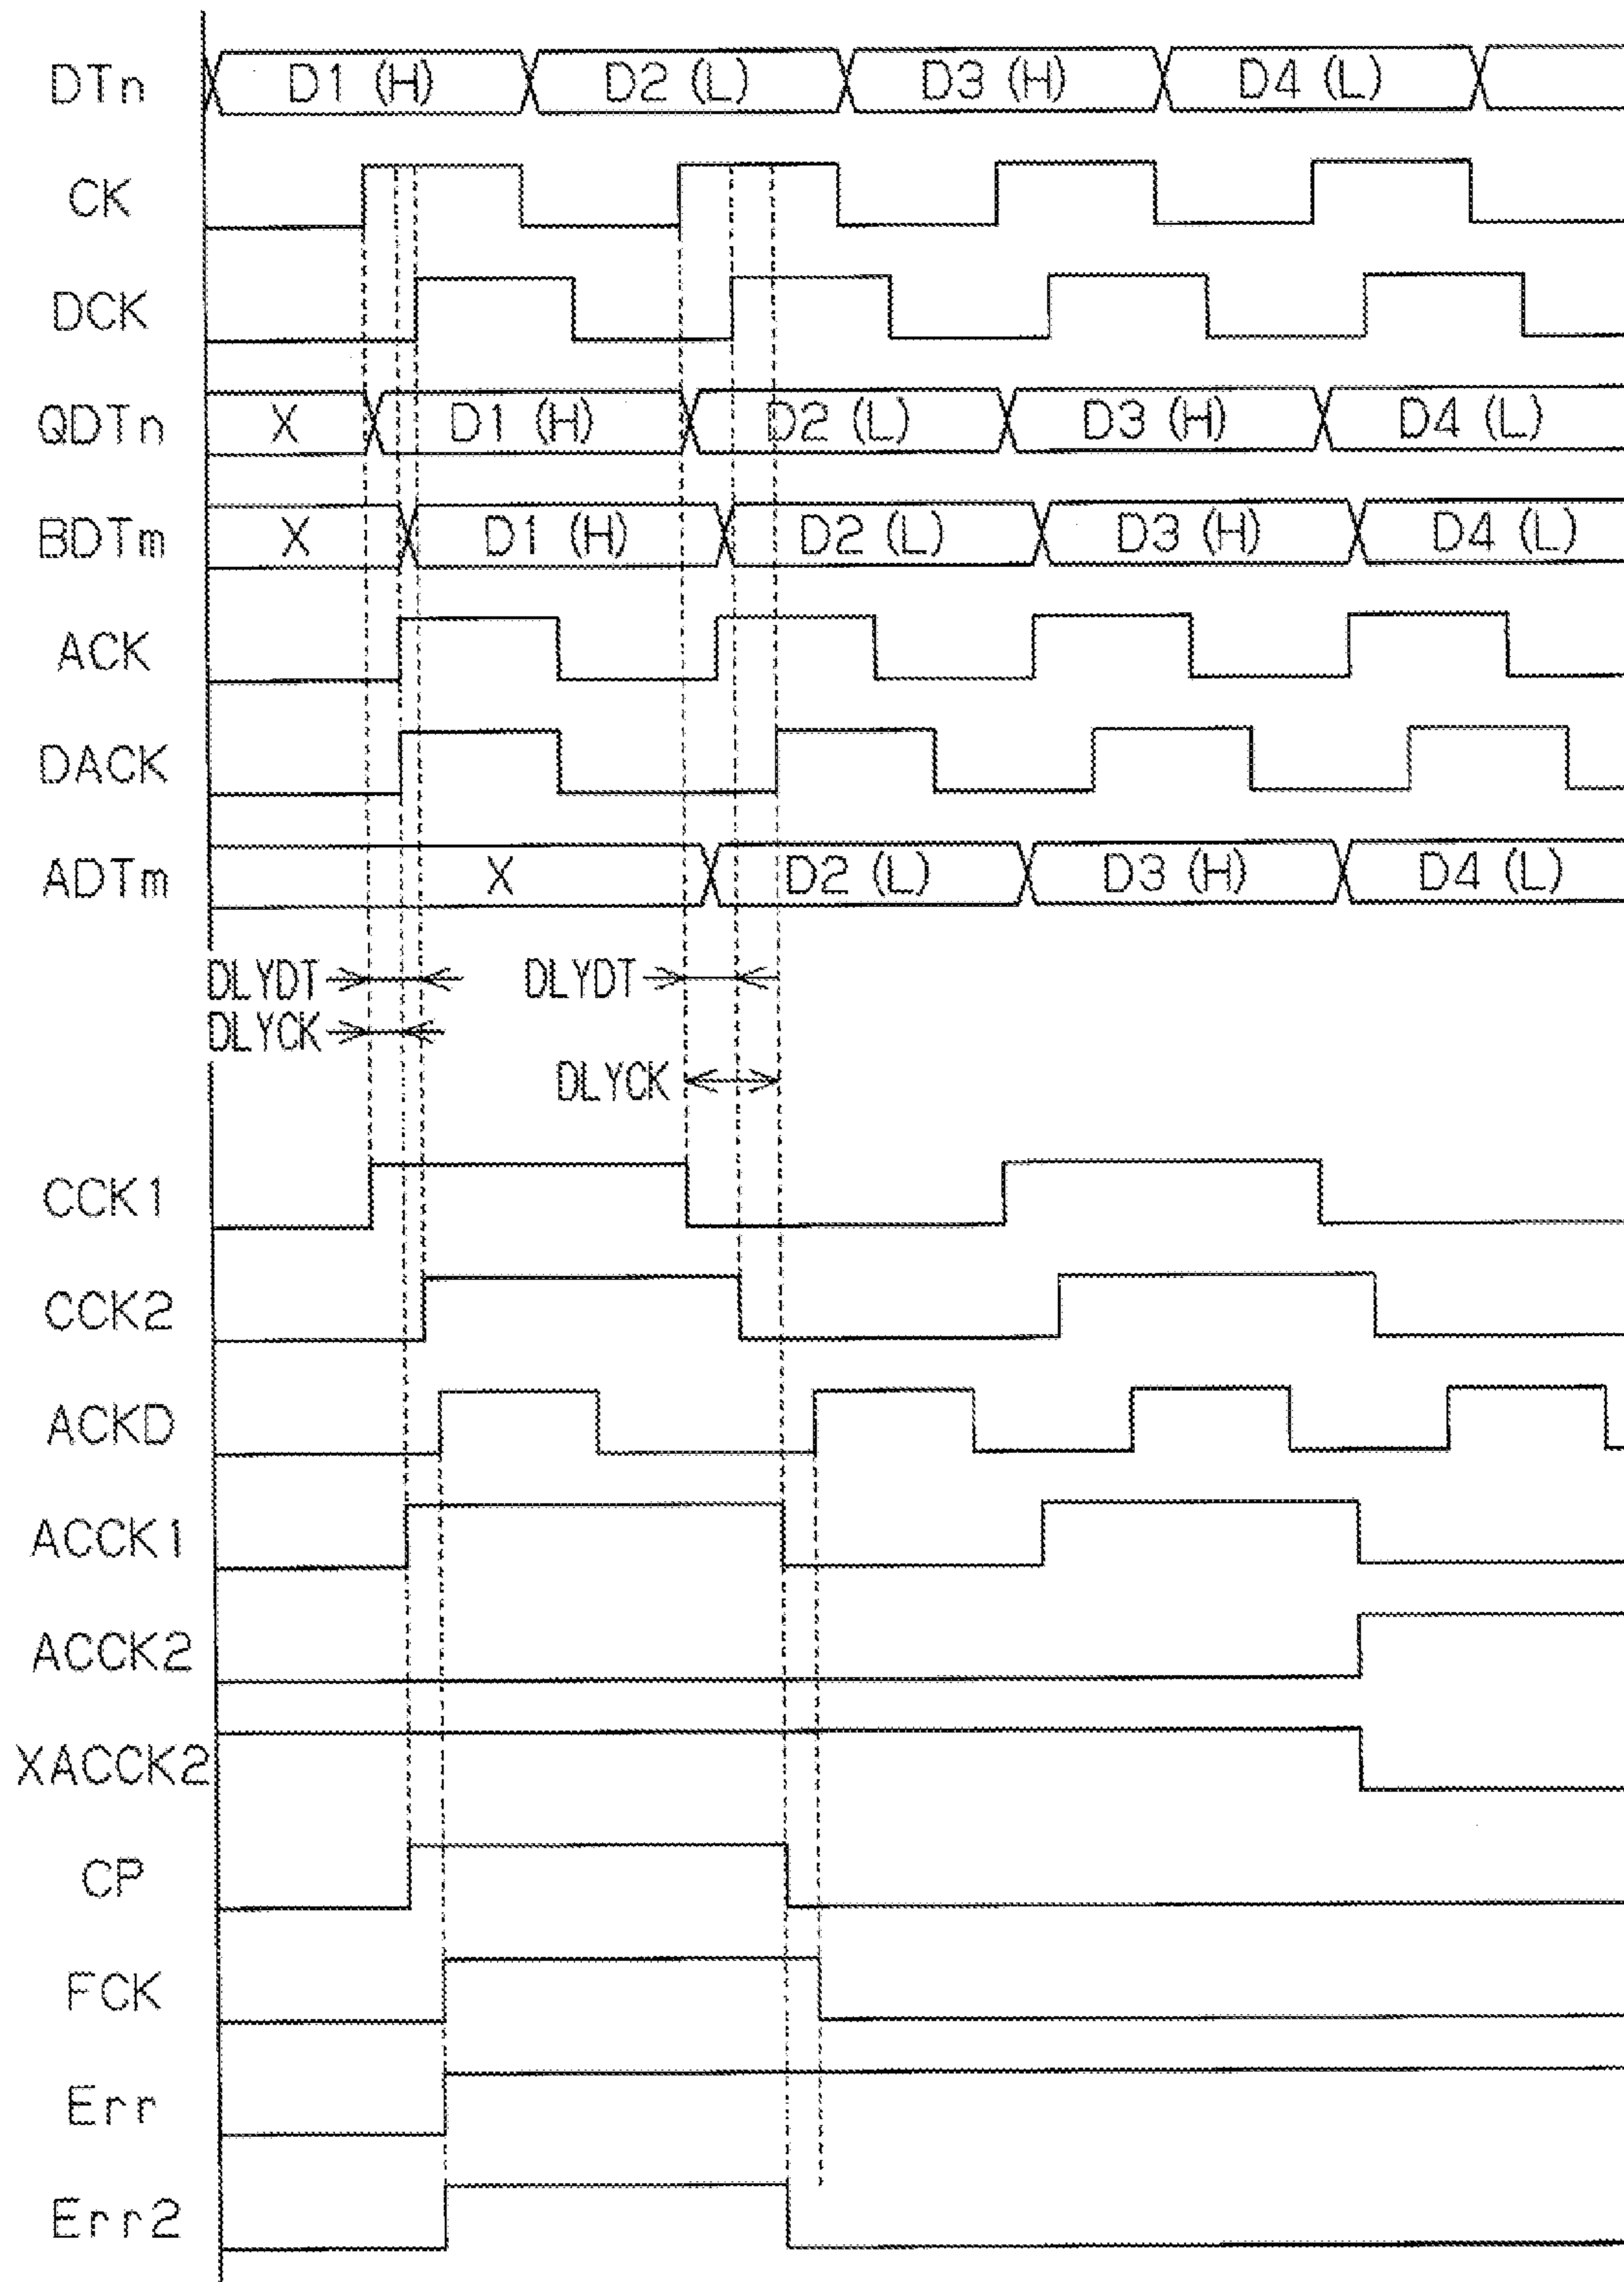 DTn D1 (H) D2 (L) D3 (H) D4 (L)
CK
DCK
QDTn X D1 (H) D2 (L) D3 (H) D4 (L)
BDTm X D1 (H) D2 (L) D3 (H) D4 (L)
ACK
DACK
ADTm X D2 (L) D3 (H) D4 (L)
DLYDT DLYDT
DLYCK
DLYCK
CCK1
CCK2
ACKD
ACCK1
ACCK2
XACCK2
CP
FCK
Err
Err2